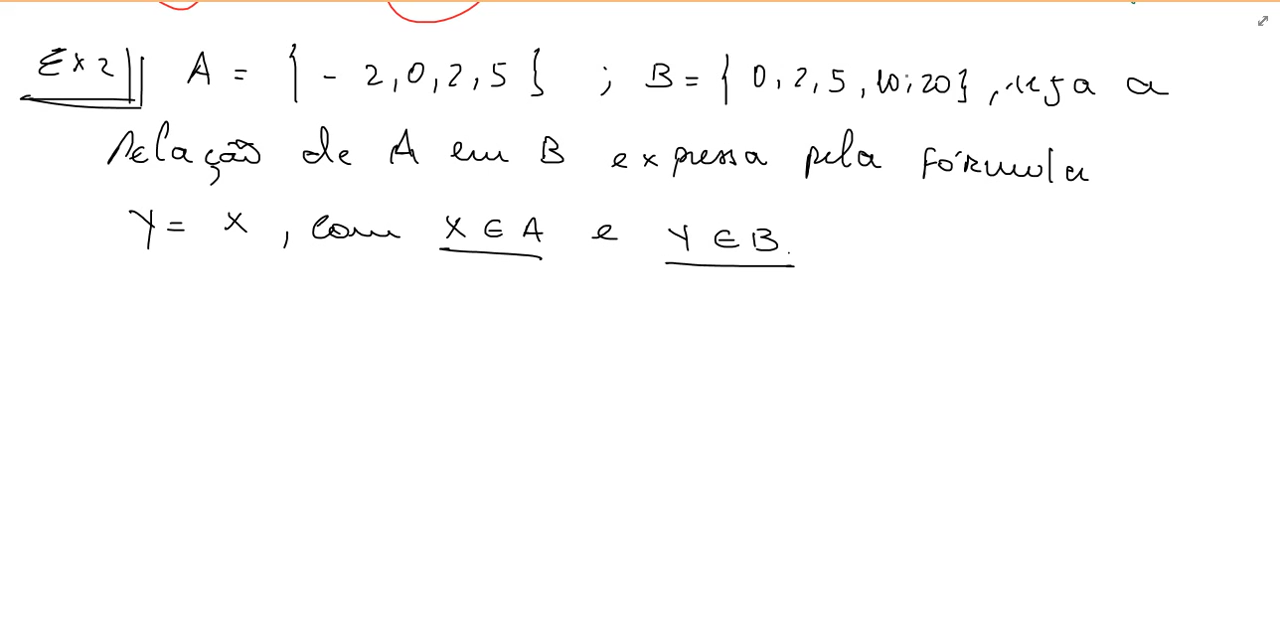 Ex 2 A = { - 2, 0, 2, 5 } ; B = { 0, 2, 5, 10; 20 }, seja a
relação de A em B expressa pela fórmula
Y = X, com X ∈ A e Y ∈ B.